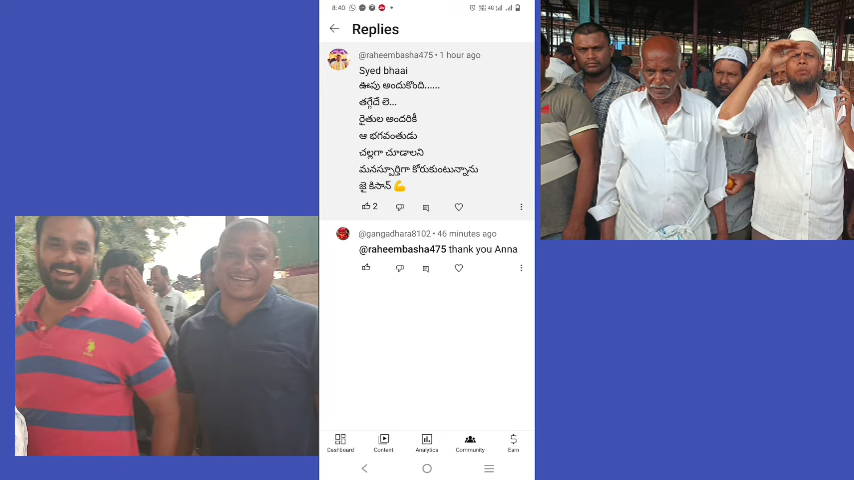 8:40
Replies
@raheembasha475 • 1 hour ago
Syed bhaai
ఊపు అందుకొంది......
తగ్గేదే లె...
రైతుల అందరికీ
ఆ భగవంతుడు
చల్లగా చూడాలని
మనస్పూర్తిగా కోరుకుంటున్నాను
జై కిసాన్ 💪
2
@gangadhara8102 • 46 minutes ago
@raheembasha475 thank you Anna
Dashboard Content Analytics Community Earn